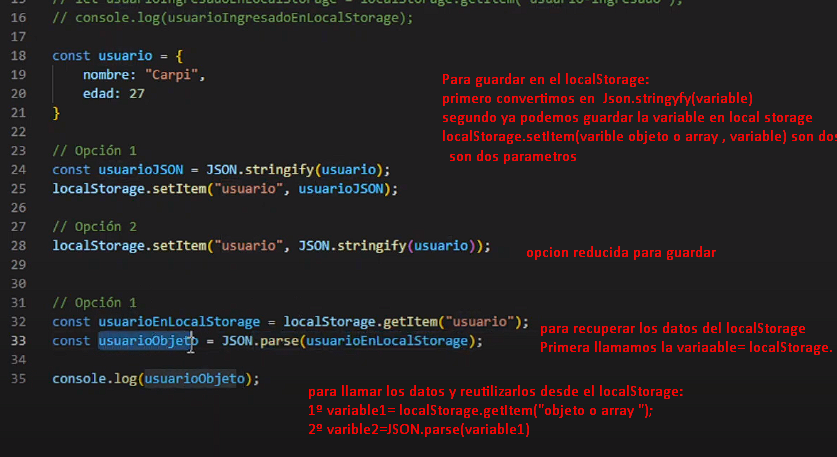 15 // let usuarioIngresadoEnLocalStorage = localStorage.getItem("usuario-ingresado");
16 // console.log(usuarioIngresadoEnLocalStorage);
17
18 const usuario = {
19 nombre: "Carpi",
20 edad: 27
21 }
22
23 // Opción 1
24 const usuarioJSON = JSON.stringify(usuario);
25 localStorage.setItem("usuario", usuarioJSON);
26
27 // Opción 2
28 localStorage.setItem("usuario", JSON.stringify(usuario));
29
30
31 // Opción 1
32 const usuarioEnLocalStorage = localStorage.getItem("usuario");
33 const usuarioObjeto = JSON.parse(usuarioEnLocalStorage);
34
35 console.log(usuarioObjeto);
Para guardar en el localStorage:
primero convertimos en Json.stringyfy(variable)
segundo ya podemos guardar la variable en local storage
localStorage.setItem(varible objeto o array , variable) son dos
son dos parametros
opcion reducida para guardar
para recuperar los datos del localStorage
Primera llamamos la variaable= localStorage.
para llamar los datos y reutilizarlos desde el localStorage:
1º variable1= localStorage.getItem("objeto o array ");
2º varible2=JSON.parse(variable1)